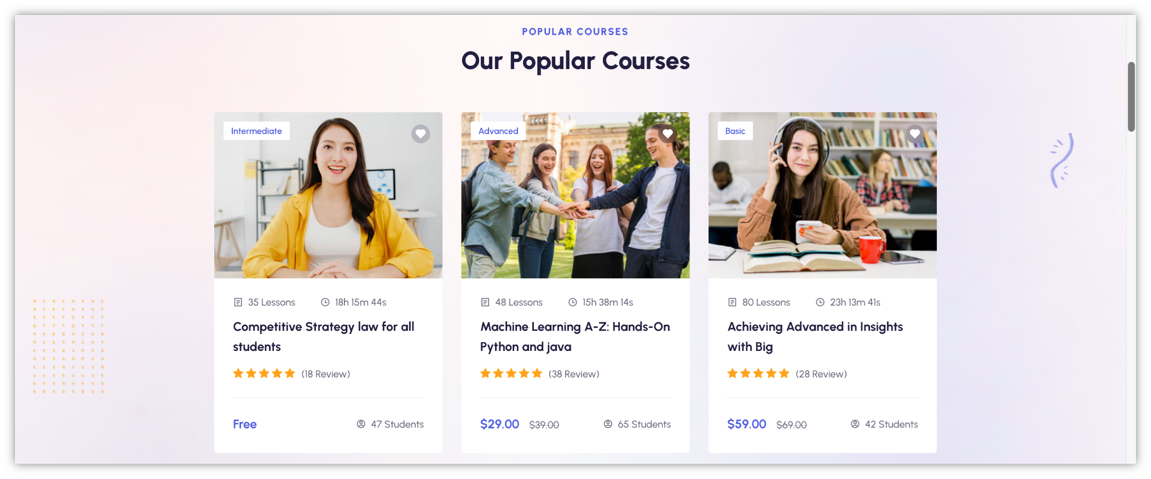 POPULAR COURSES
Our Popular Courses
Intermediate
35 Lessons 18h 15m 44s
Competitive Strategy law for all
students
(18 Review)
Free 47 Students
Advanced
48 Lessons 15h 38m 14s
Machine Learning A-Z: Hands-On
Python and java
(38 Review)
$29.00 $39.00 65 Students
Basic
80 Lessons 23h 13m 41s
Achieving Advanced in Insights
with Big
(28 Review)
$59.00 $69.00 42 Students